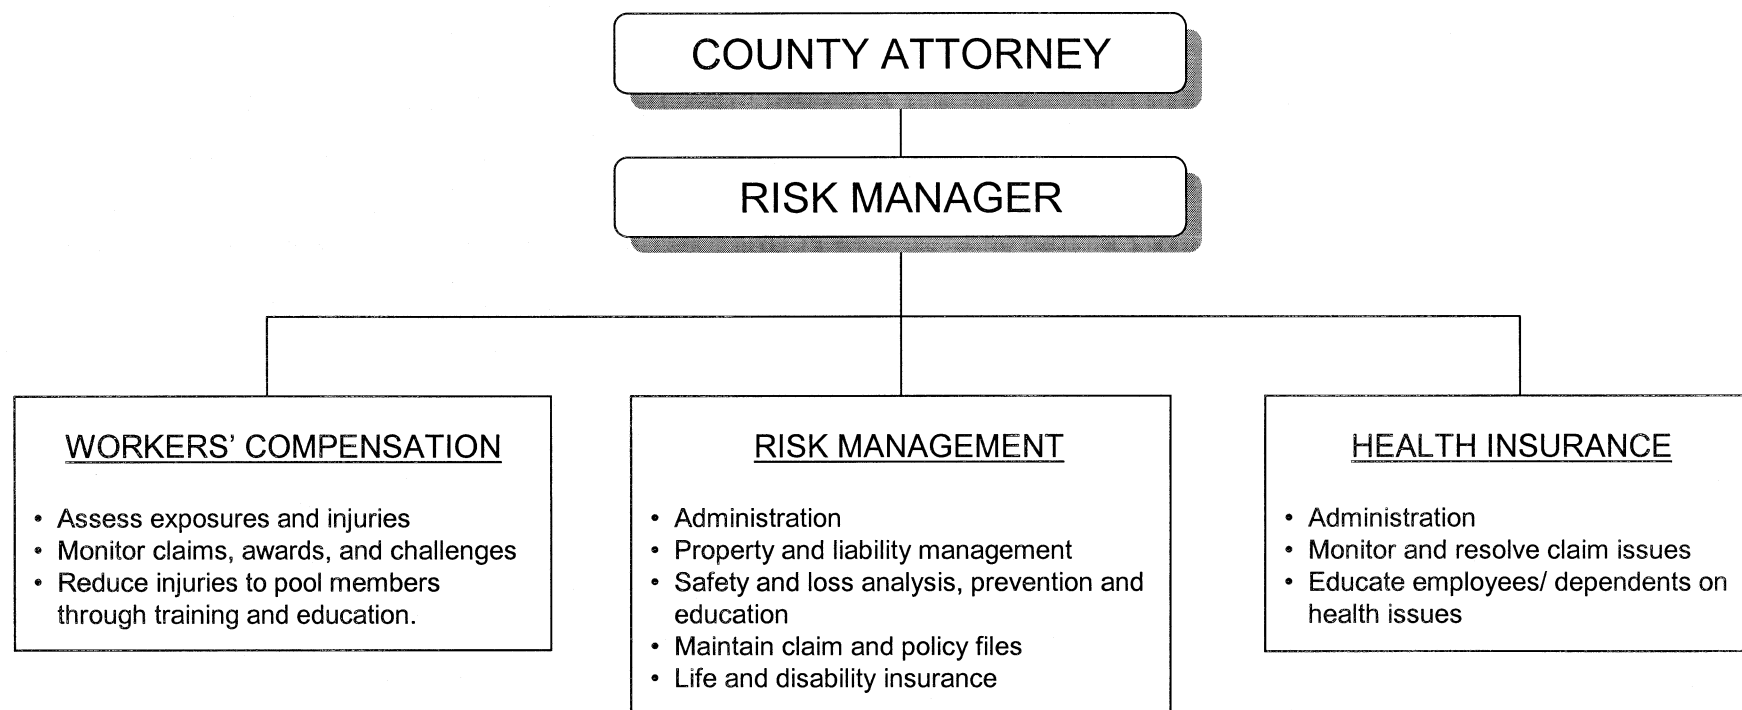 COUNTY ATTORNEY
RISK MANAGER
WORKERS’ COMPENSATION
• Assess exposures and injuries
• Monitor claims, awards, and challenges
• Reduce injuries to pool members
through training and education.
RISK MANAGEMENT
• Administration
• Property and liability management
• Safety and loss analysis, prevention and
education
• Maintain claim and policy files
• Life and disability insurance
HEALTH INSURANCE
• Administration
• Monitor and resolve claim issues
• Educate employees/ dependents on
health issues